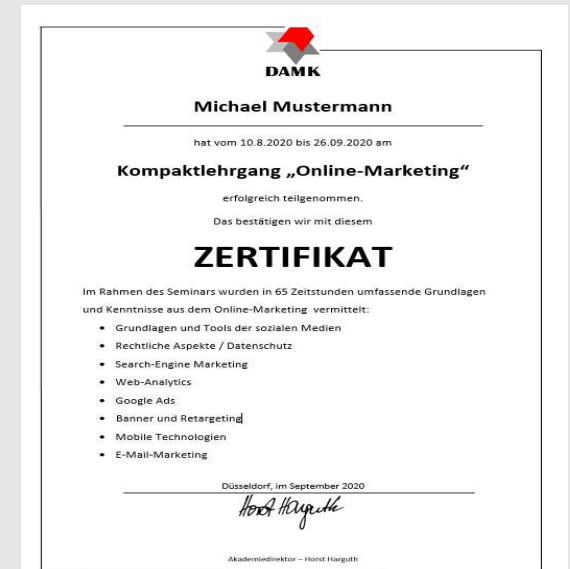 DAMK
Michael Mustermann
hat vom 10.8.2020 bis 26.09.2020 am
Kompaktlehrgang „Online-Marketing“
erfolgreich teilgenommen.
Das bestätigen wir mit diesem
ZERTIFIKAT
Im Rahmen des Seminars wurden in 65 Zeitstunden umfassende Grundlagen
und Kenntnisse aus dem Online-Marketing vermittelt:
• Grundlagen und Tools der sozialen Medien
• Rechtliche Aspekte / Datenschutz
• Search-Engine Marketing
• Web-Analytics
• Google Ads
• Banner und Retargeting
• Mobile Technologien
• E-Mail-Marketing
Düsseldorf, im September 2020
Horst Harguth
Akademiedirektor – Horst Harguth